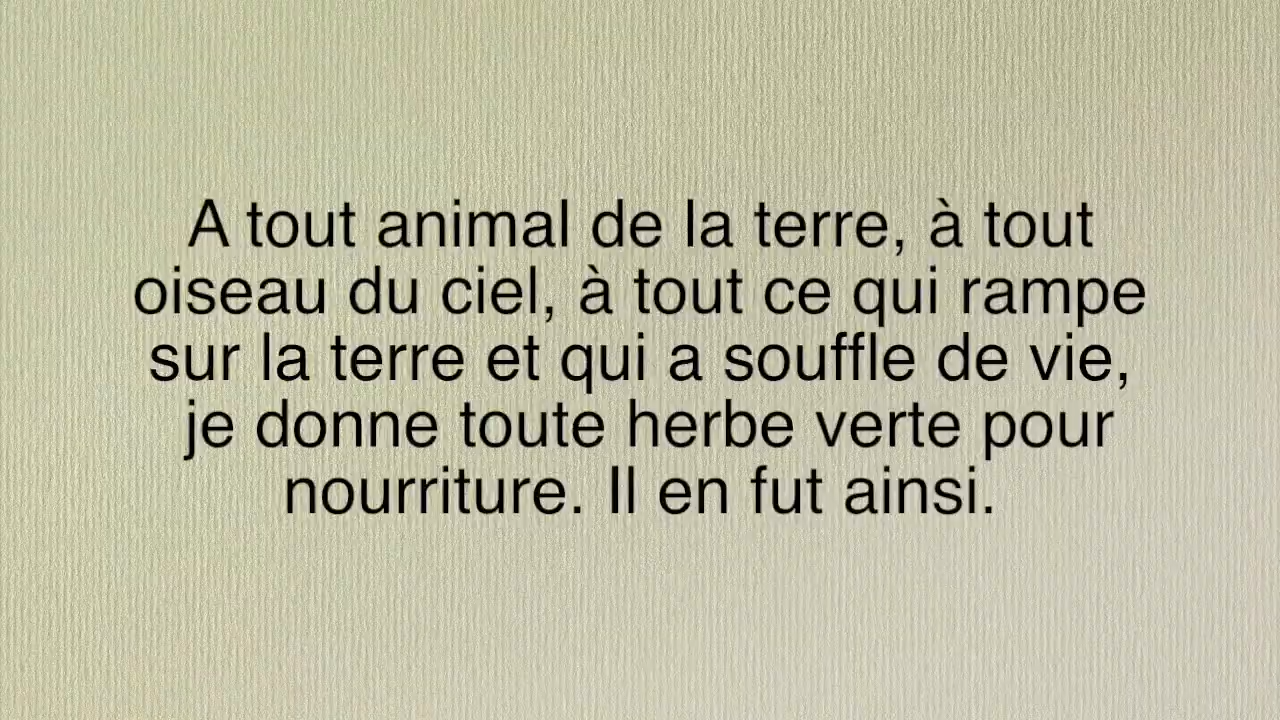 A tout animal de la terre, à tout
oiseau du ciel, à tout ce qui rampe
sur la terre et qui a souffle de vie,
je donne toute herbe verte pour
nourriture. Il en fut ainsi.